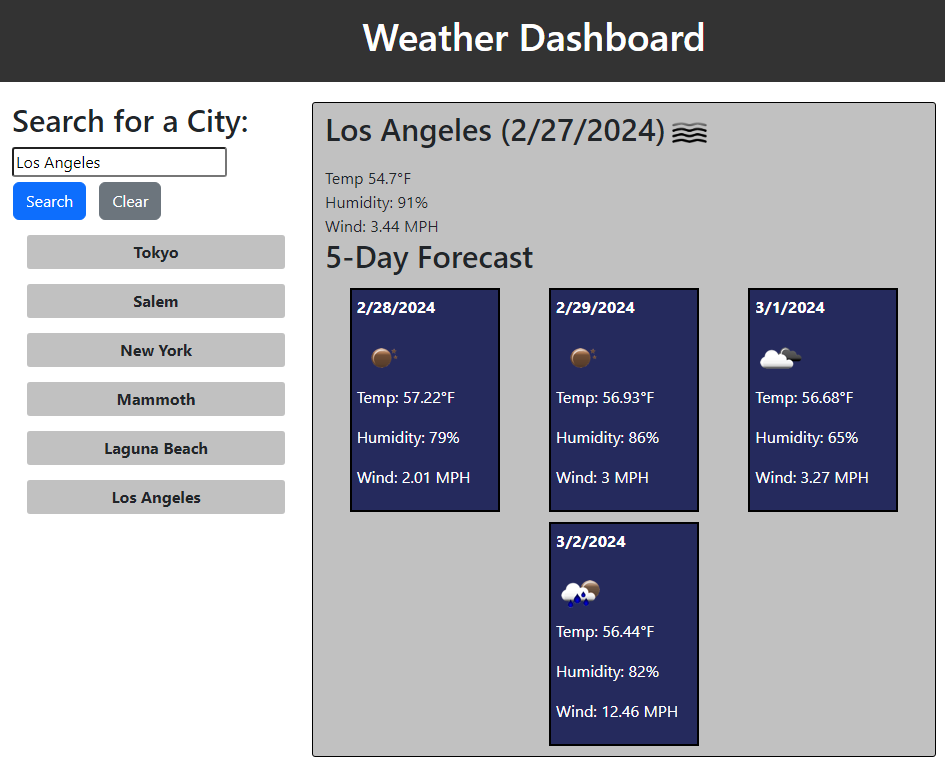 Weather Dashboard
Search for a City:
Los Angeles
Search Clear
Tokyo
Salem
New York
Mammoth
Laguna Beach
Los Angeles
Los Angeles (2/27/2024)
Temp 54.7°F
Humidity: 91%
Wind: 3.44 MPH
5-Day Forecast
2/28/2024
Temp: 57.22°F
Humidity: 79%
Wind: 2.01 MPH
2/29/2024
Temp: 56.93°F
Humidity: 86%
Wind: 3 MPH
3/1/2024
Temp: 56.68°F
Humidity: 65%
Wind: 3.27 MPH
3/2/2024
Temp: 56.44°F
Humidity: 82%
Wind: 12.46 MPH